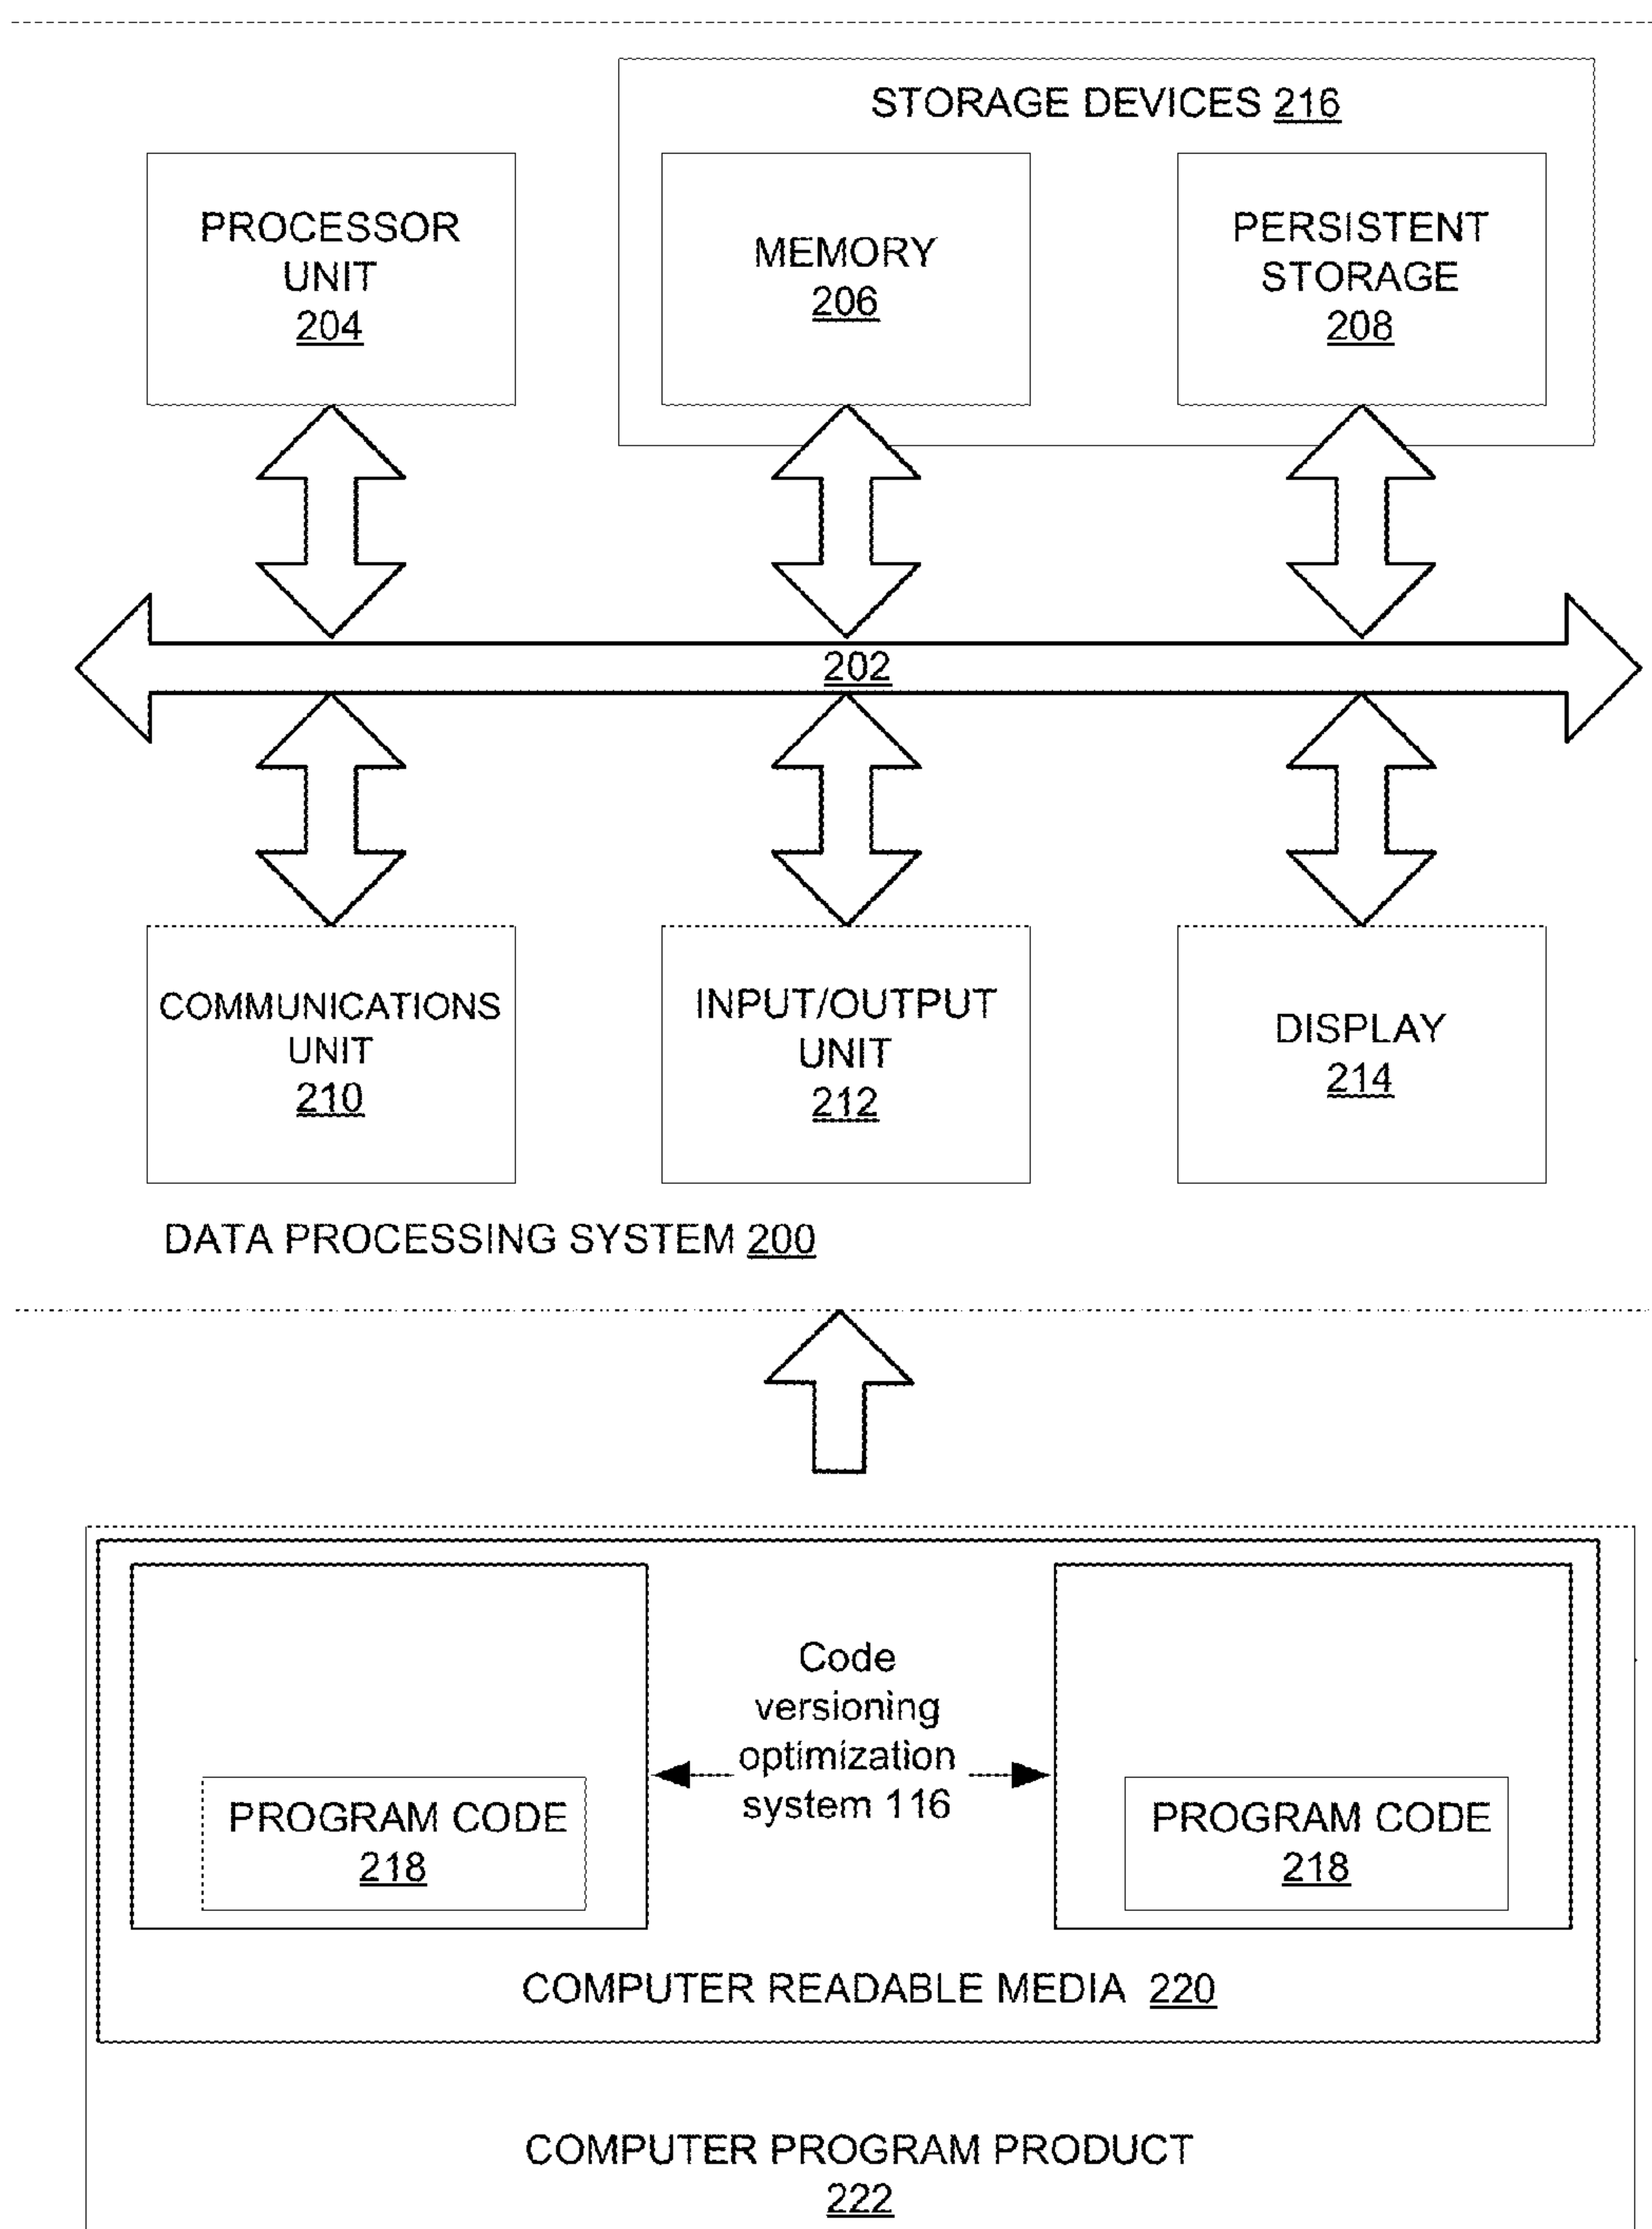 STORAGE DEVICES 216
PROCESSOR
UNIT
204
MEMORY
206
PERSISTENT
STORAGE
208
202
COMMUNICATIONS
UNIT
210
INPUT/OUTPUT
UNIT
212
DISPLAY
214
DATA PROCESSING SYSTEM 200
Code
versioning
optimization
system 116
PROGRAM CODE
218
PROGRAM CODE
218
COMPUTER READABLE MEDIA 220
COMPUTER PROGRAM PRODUCT
222